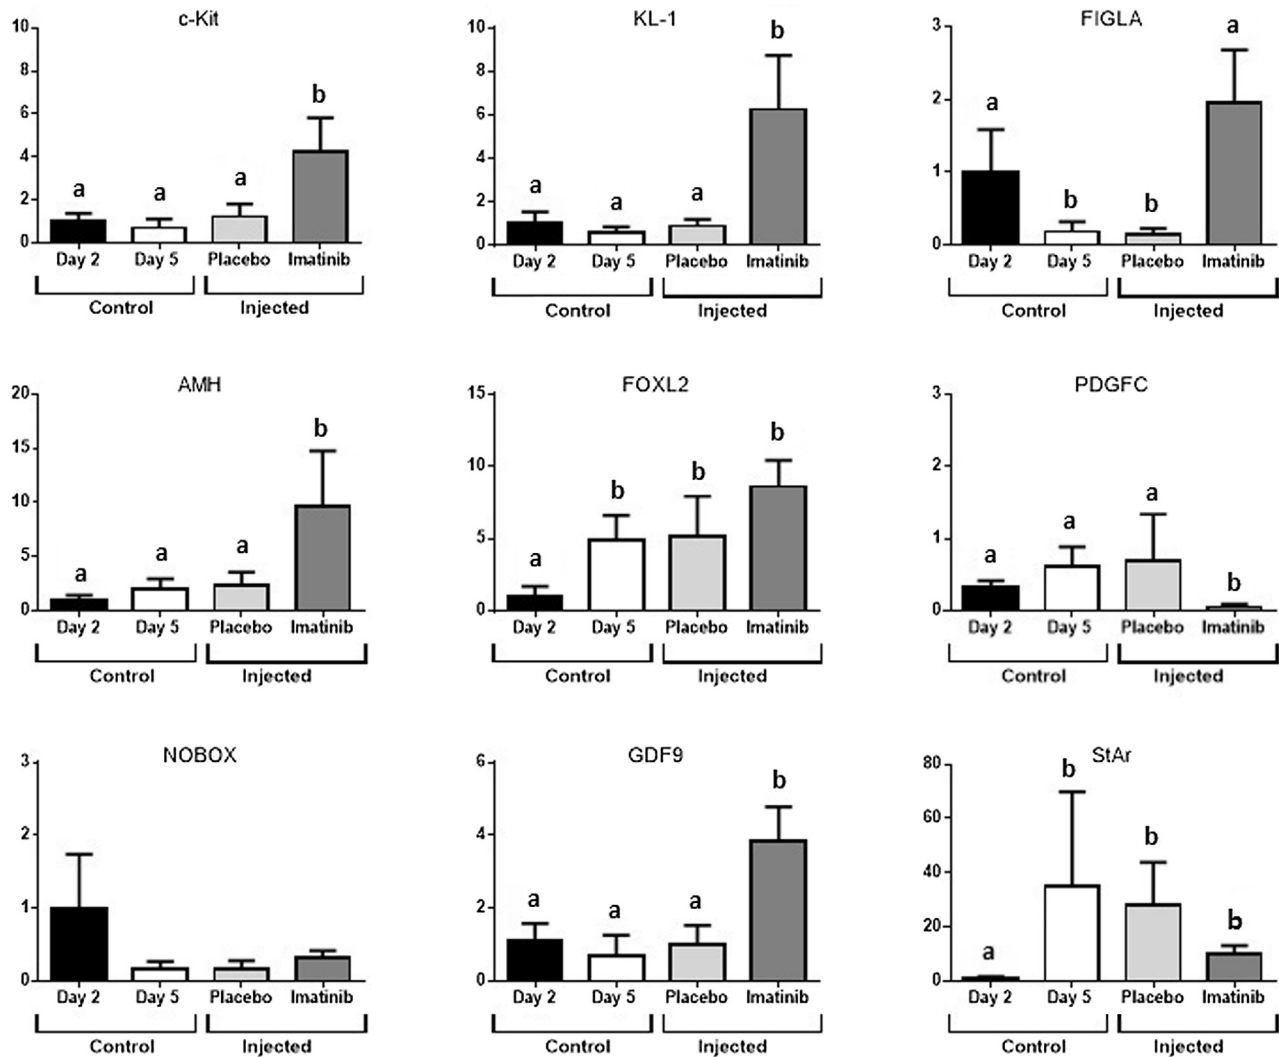 c-Kit
10
8
6
4
2
0
a
a
a
b
Day 2 Day 5 Placebo Imatinib
Control Injected
KL-1
10
8
6
4
2
0
a
a
a
b
Day 2 Day 5 Placebo Imatinib
Control Injected
FIGLA
3
2
1
0
a
b
b
a
Day 2 Day 5 Placebo Imatinib
Control Injected
AMH
20
15
10
5
0
a
a
a
b
Day 2 Day 5 Placebo Imatinib
Control Injected
FOXL2
15
10
5
0
a
b
b
b
Day 2 Day 5 Placebo Imatinib
Control Injected
PDGFC
3
2
1
0
a
a
a
b
Day 2 Day 5 Placebo Imatinib
Control Injected
NOBOX
3
2
1
0
Day 2 Day 5 Placebo Imatinib
Control Injected
GDF9
6
4
2
0
a
a
a
b
Day 2 Day 5 Placebo Imatinib
Control Injected
StAr
80
60
40
20
0
a
b
b
b
Day 2 Day 5 Placebo Imatinib
Control Injected